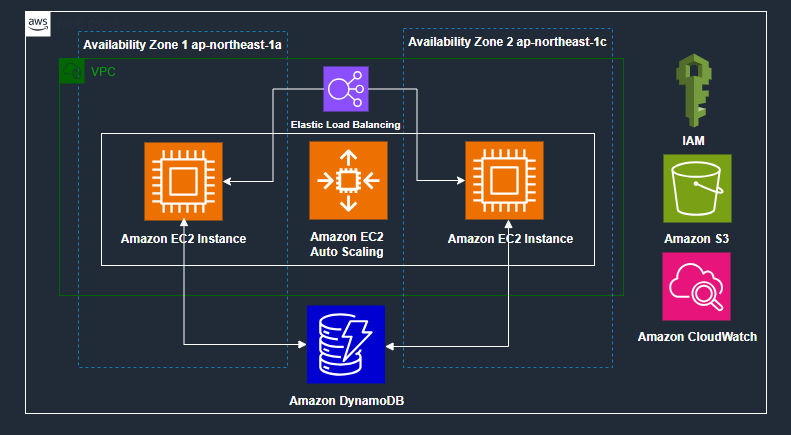 aws
Availability Zone 1 ap-northeast-1a
Availability Zone 2 ap-northeast-1c
VPC
Elastic Load Balancing
IAM
Amazon EC2 Instance
Amazon EC2
Auto Scaling
Amazon EC2 Instance
Amazon S3
Amazon CloudWatch
Amazon DynamoDB